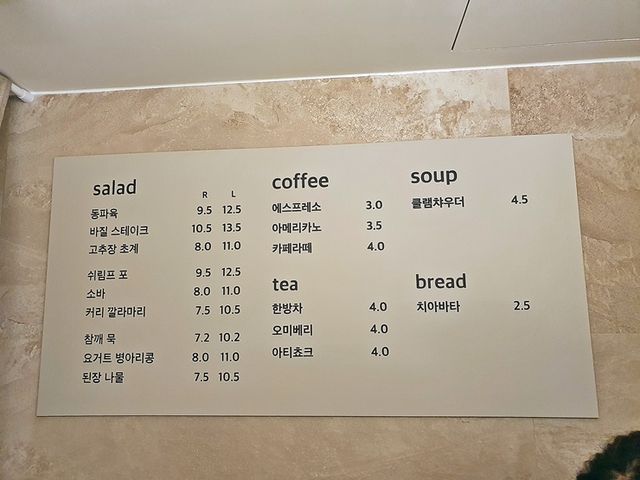 salad
R L
동파육 9.5 12.5
바질 스테이크 10.5 13.5
고추장 초계 8.0 11.0
쉬림프 포 9.5 12.5
소바 8.0 11.0
커리 깔라마리 7.5 10.5
참깨 묵 7.2 10.2
요거트 병아리콩 8.0 11.0
된장 나물 7.5 10.5
coffee
에스프레소 3.0
아메리카노 3.5
카페라떼 4.0
tea
한방차 4.0
오미베리 4.0
아티쵸크 4.0
soup
클램챠우더 4.5
bread
치아바타 2.5